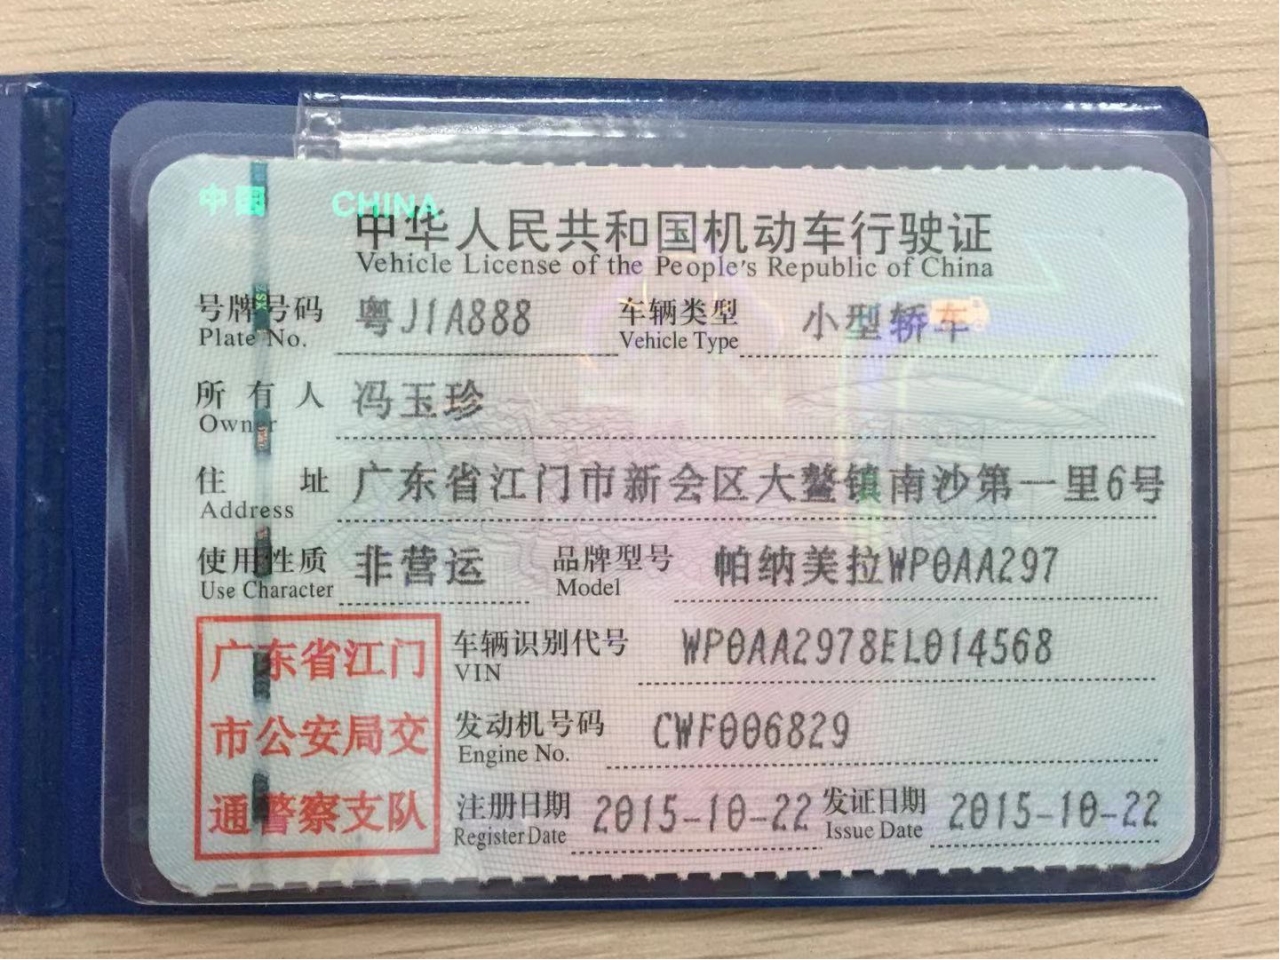 中国 CHINA
中华人民共和国机动车行驶证
Vehicle License of the People's Republic of China
号牌号码 粤J1A888 车辆类型 小型轿车
Plate No. Vehicle Type
所有人 冯玉珍
Owner
住址 广东省江门市新会区大鳌镇南沙第一里6号
Address
使用性质 非营运 品牌型号 帕纳美拉WP0AA297
Use Character Model
车辆识别代号 WP0AA2978EL014568
VIN
发动机号码 CWF006829
Engine No.
注册日期 2015-10-22 发证日期 2015-10-22
Register Date Issue Date
广东省江门
市公安局交
通警察支队